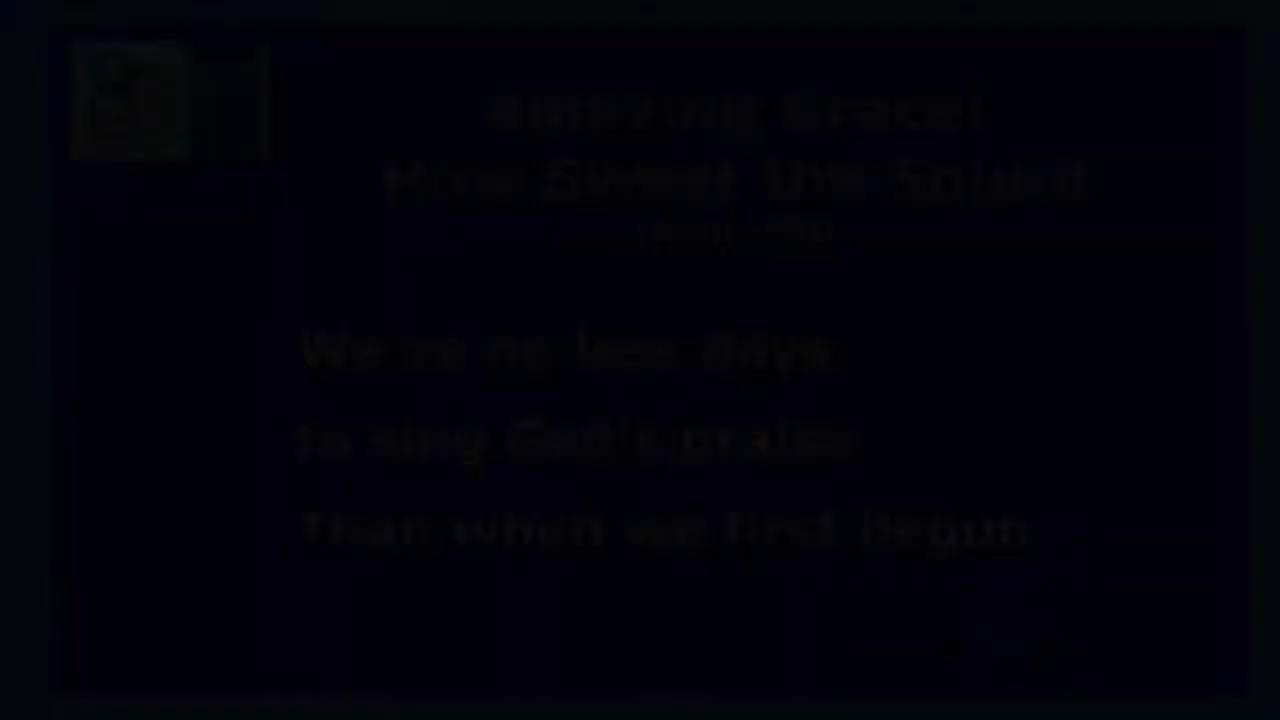 Amazing Grace!
How Sweet the Sound
We've no less days
To sing God's praise
Than when we first begun